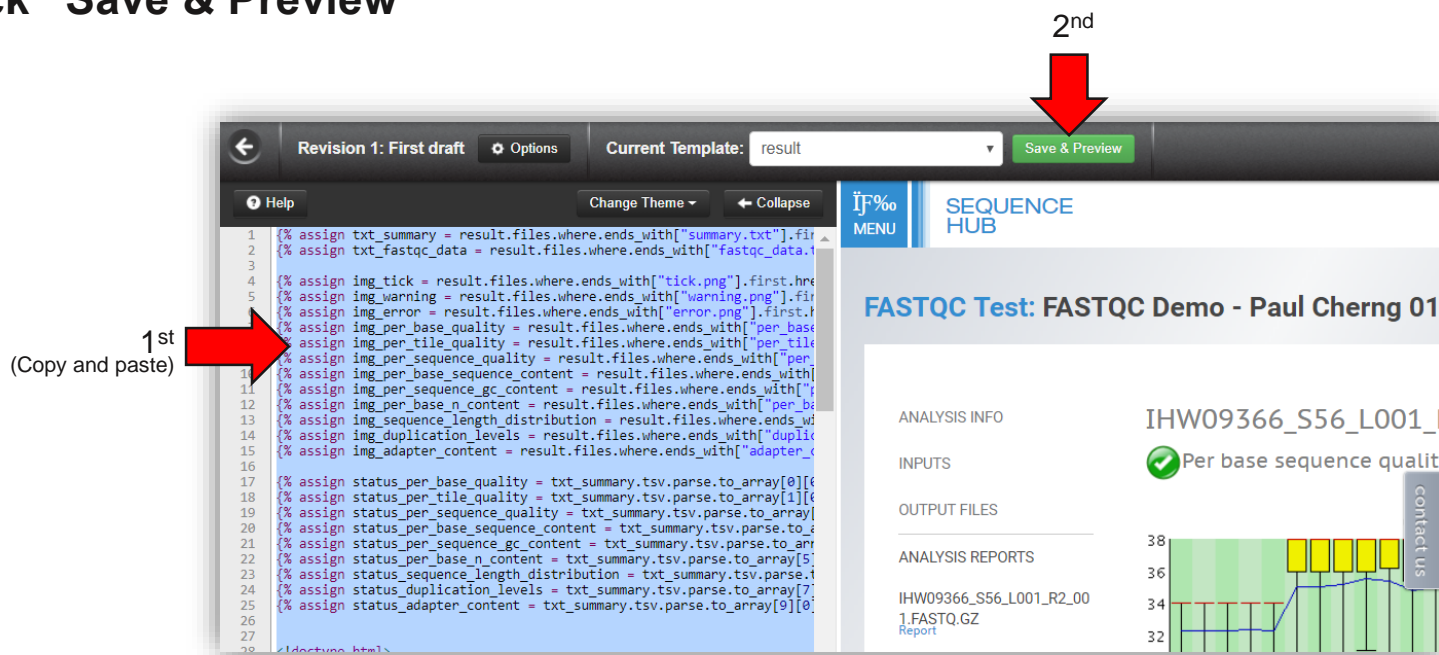 Save & Preview
2nd
Revision 1: First draft Options Current Template: result Save & Preview
Help Change Theme Collapse
1st
(Copy and paste)
1 {% assign txt_summary = result.files.where.ends_with["summary.txt"].fir
2 {% assign txt_fastqc_data = result.files.where.ends_with["fastqc_data.t
3
4 {% assign img_tick = result.files.where.ends_with["tick.png"].first.hre
5 {% assign img_warning = result.files.where.ends_with["warning.png"].fir
assign img_error = result.files.where.ends_with["error.png"].first.h
assign img_per_base_quality = result.files.where.ends_with["per_base
assign img_per_tile_quality = result.files.where.ends_with["per_tile
% assign img_per_sequence_quality = result.files.where.ends_with["per_
10 {% assign img_per_base_sequence_content = result.files.where.ends_with[
11 {% assign img_per_sequence_gc_content = result.files.where.ends_with["p
12 {% assign img_per_base_n_content = result.files.where.ends_with["per_ba
13 {% assign img_sequence_length_distribution = result.files.where.ends_wi
14 {% assign img_duplication_levels = result.files.where.ends_with["duplic
15 {% assign img_adapter_content = result.files.where.ends_with["adapter_c
16
17 {% assign status_per_base_quality = txt_summary.tsv.parse.to_array[0][0
18 {% assign status_per_tile_quality = txt_summary.tsv.parse.to_array[1][0
19 {% assign status_per_sequence_quality = txt_summary.tsv.parse.to_array[
20 {% assign status_per_base_sequence_content = txt_summary.tsv.parse.to_a
21 {% assign status_per_sequence_gc_content = txt_summary.tsv.parse.to_arr
22 {% assign status_per_base_n_content = txt_summary.tsv.parse.to_array[5]
23 {% assign status_sequence_length_distribution = txt_summary.tsv.parse.t
24 {% assign status_duplication_levels = txt_summary.tsv.parse.to_array[7]
25 {% assign status_adapter_content = txt_summary.tsv.parse.to_array[9][0
26
27
28 <!doctype html>
ÏƑ‰
MENU
SEQUENCE
HUB
FASTQC Test: FASTQC Demo - Paul Cherng 01
ANALYSIS INFO
INPUTS
OUTPUT FILES
ANALYSIS REPORTS
IHW09366_S56_L001_R2_00
1.FASTQ.GZ
Report
IHW09366_S56_L001_
Per base sequence qualit
38
36
34
32
contact us